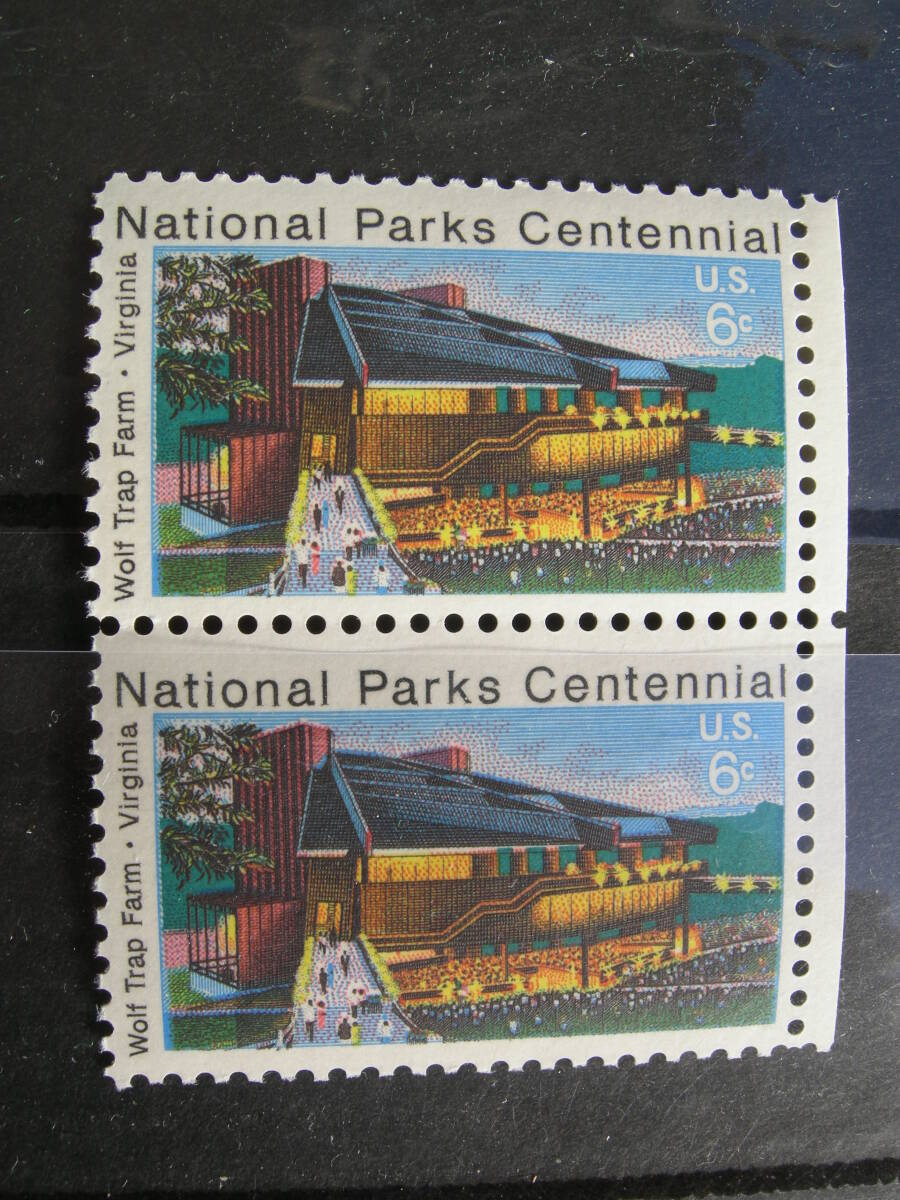 National Parks Centennial
Wolf Trap Farm · Virginia
U.S.
6c
National Parks Centennial
Wolf Trap Farm · Virginia
U.S.
6c